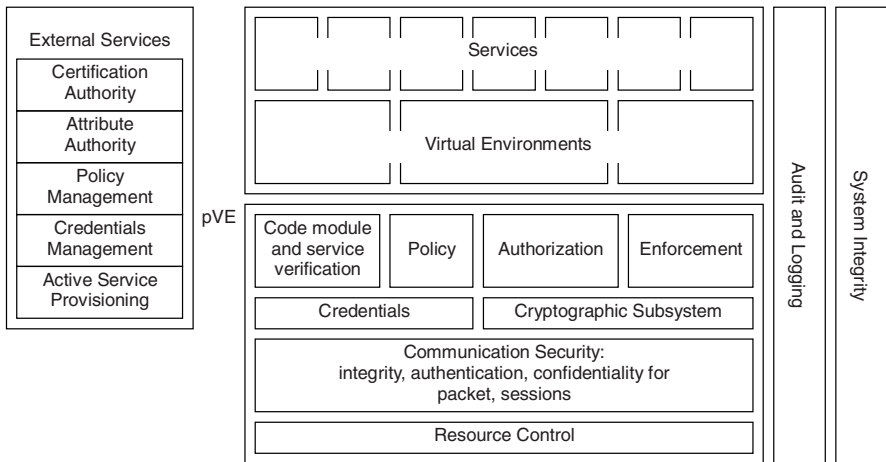 External Services
Certification
Authority
Attribute
Authority
Policy
Management
Credentials
Management
Active Service
Provisioning
pVE
Services
Virtual Environments
Code module
and service
verification
Policy
Authorization
Enforcement
Credentials
Cryptographic Subsystem
Communication Security:
integrity, authentication, confidentiality for
packet, sessions
Resource Control
Audit and Logging
System Integrity